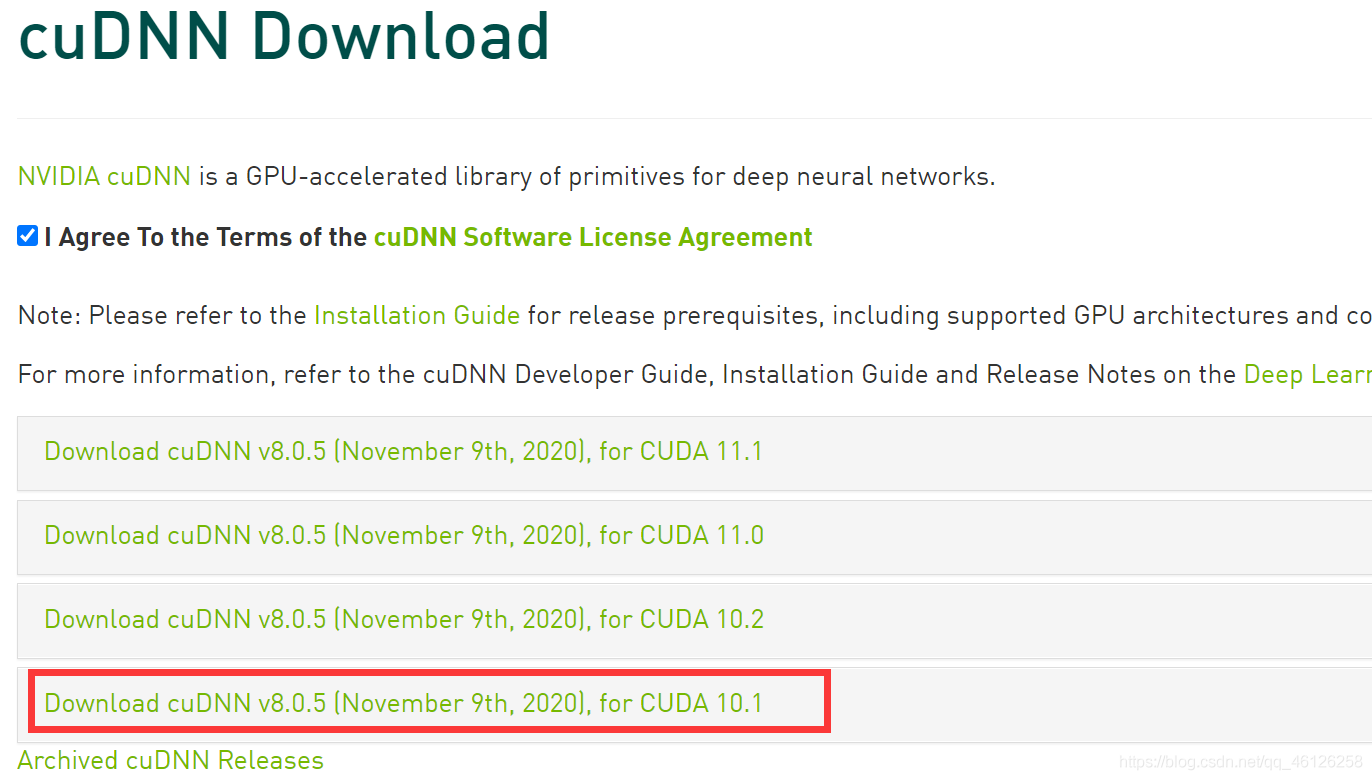 cuDNN Download
NVIDIA cuDNN is a GPU-accelerated library of primitives for deep neural networks.
I Agree To the Terms of the cuDNN Software License Agreement
Note: Please refer to the Installation Guide for release prerequisites, including supported GPU architectures and co
For more information, refer to the cuDNN Developer Guide, Installation Guide and Release Notes on the Deep Lear
Download cuDNN v8.0.5 (November 9th, 2020), for CUDA 11.1
Download cuDNN v8.0.5 (November 9th, 2020), for CUDA 11.0
Download cuDNN v8.0.5 (November 9th, 2020), for CUDA 10.2
Download cuDNN v8.0.5 (November 9th, 2020), for CUDA 10.1
Archived cuDNN Releases
https://blog.csdn.net/qq_46126258